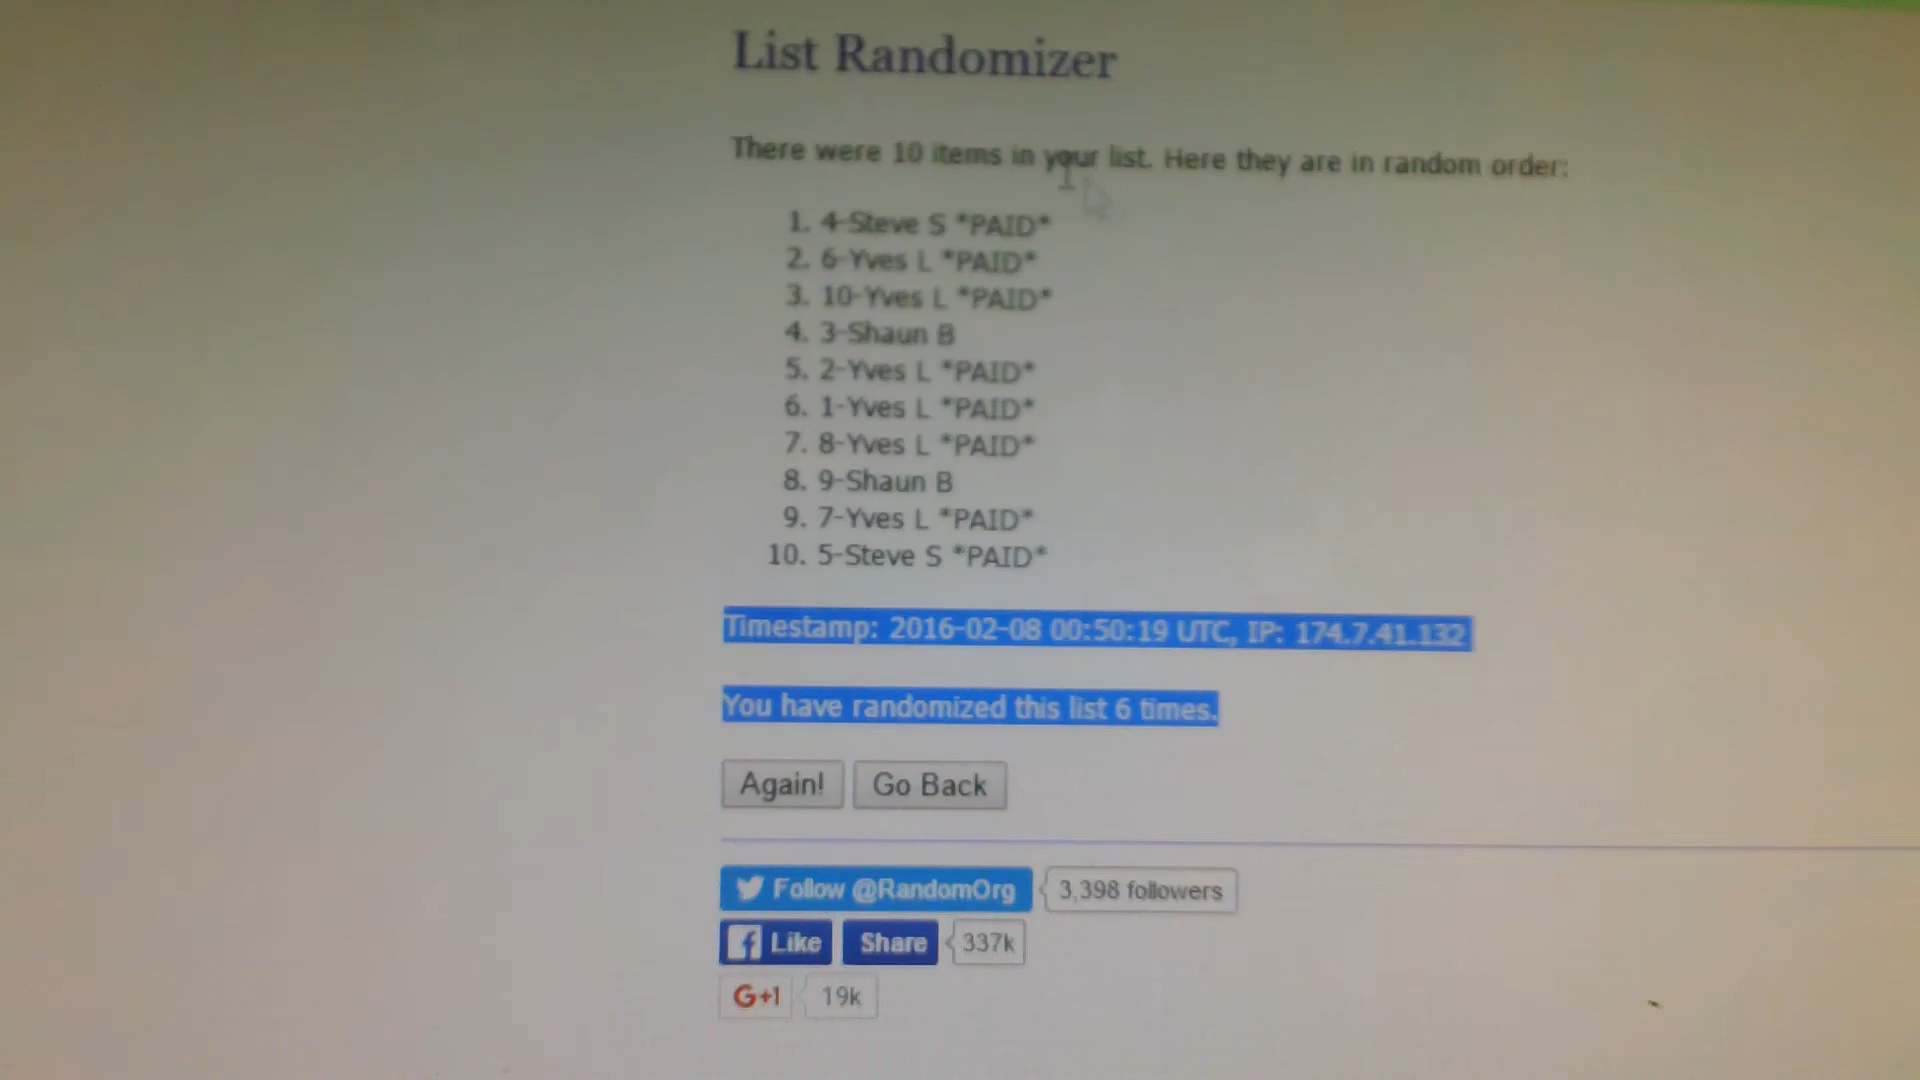 List Randomizer
There were 10 items in your list. Here they are in random order:
1. 4-Steve S *PAID*
2. 6-Yves L *PAID*
3. 10-Yves L *PAID*
4. 3-Shaun B
5. 2-Yves L *PAID*
6. 1-Yves L *PAID*
7. 8-Yves L *PAID*
8. 9-Shaun B
9. 7-Yves L *PAID*
10. 5-Steve S *PAID*
Timestamp: 2016-02-08 00:50:19 UTC, IP: 174.7.41.132
You have randomized this list 6 times.
Again! Go Back
Follow @RandomOrg 3,398 followers
f Like Share 337k
G+1 19k